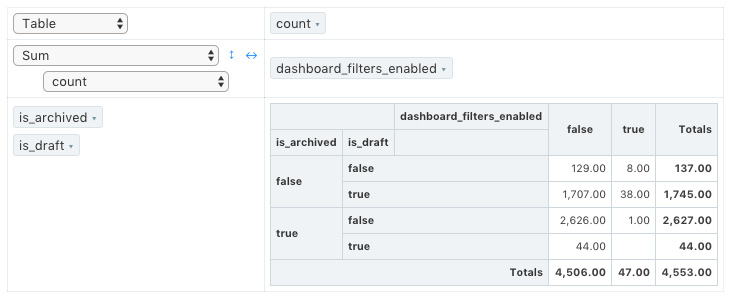 Table
count
Sum
count
dashboard_filters_enabled
is_archived
is_draft
dashboard_filters_enabled false true Totals
is_archived is_draft
false false 129.00 8.00 137.00
true 1,707.00 38.00 1,745.00
true false 2,626.00 1.00 2,627.00
true 44.00 44.00
Totals 4,506.00 47.00 4,553.00